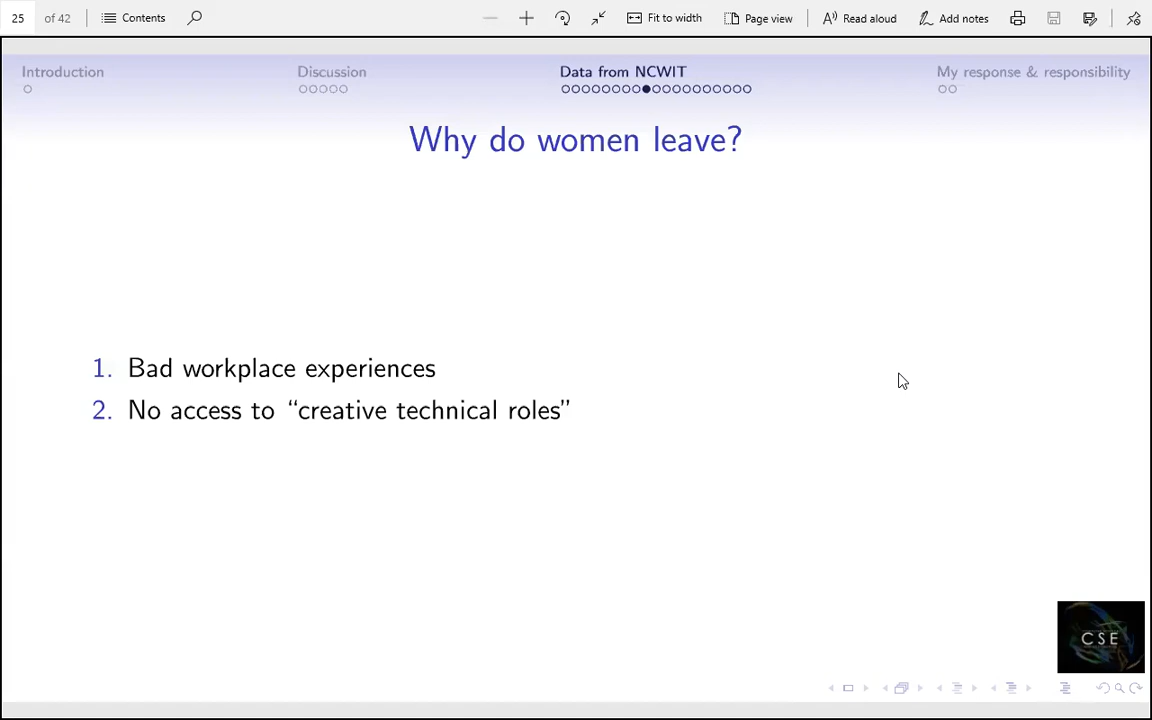 25 of 42 Contents Fit to width Page view Read aloud Add notes
Introduction Discussion Data from NCWIT My response & responsibility
Why do women leave?
1. Bad workplace experiences
2. No access to “creative technical roles”
CSE